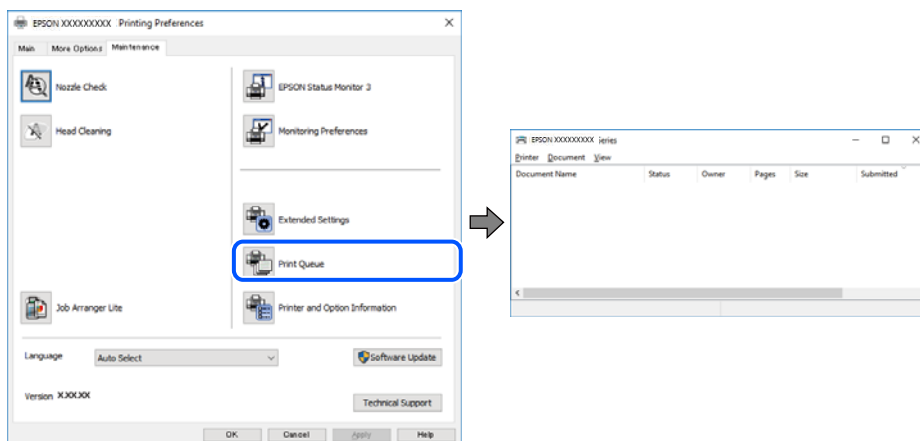 EPSON XXXXXXXXX Printing Preferences
Main More Options Maintenance
Nozzle Check
EPSON Status Monitor 3
Head Cleaning
Monitoring Preferences
Extended Settings
Print Queue
Job Arranger Lite
Printer and Option Information
Language Auto Select Software Update
Version X.XX.XX
Technical Support
OK Cancel Apply Help
EPSON XXXXXXXXX ieries
Printer Document View
Document Name Status Owner Pages Size Submitted